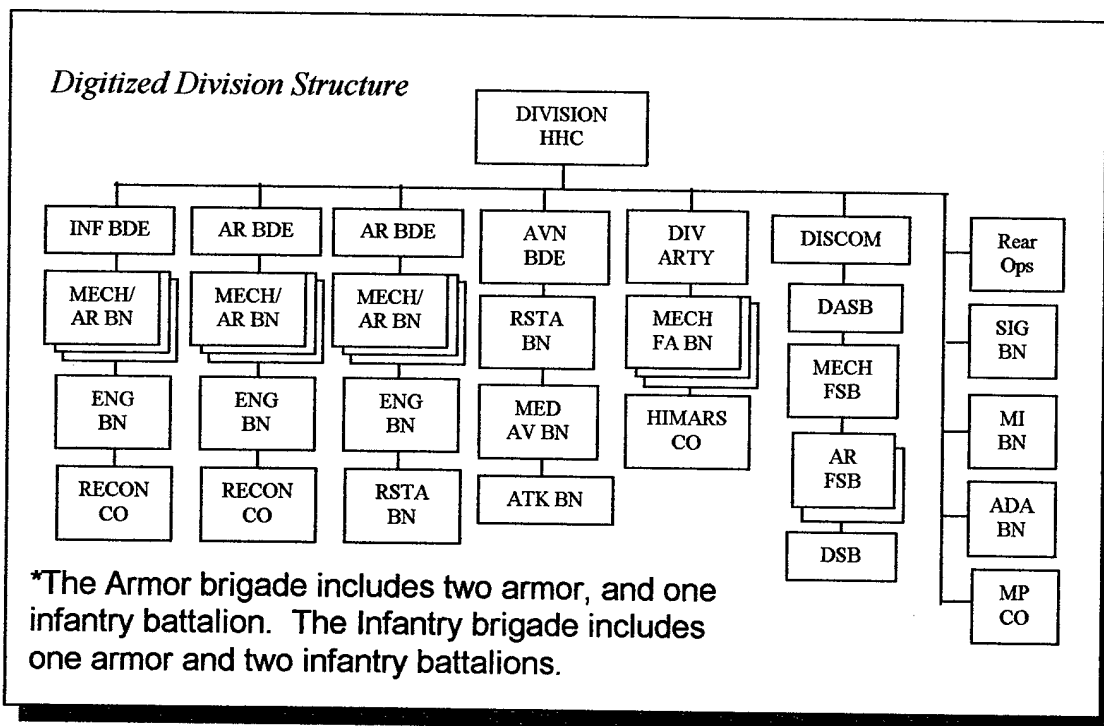 Digitized Division Structure
DIVISION
HHC
INF BDE
MECH/
AR BN
ENG
BN
RECON
CO
AR BDE
MECH/
AR BN
ENG
BN
RECON
CO
AR BDE
MECH/
AR BN
ENG
BN
RSTA
BN
AVN
BDE
RSTA
BN
MED
AV BN
ATK BN
DIV
ARTY
MECH
FA BN
HIMARS
CO
DISCOM
DASB
MECH
FSB
AR
FSB
DSB
Rear
Ops
SIG
BN
MI
BN
ADA
BN
MP
CO
*The Armor brigade includes two armor, and one
infantry battalion. The Infantry brigade includes
one armor and two infantry battalions.